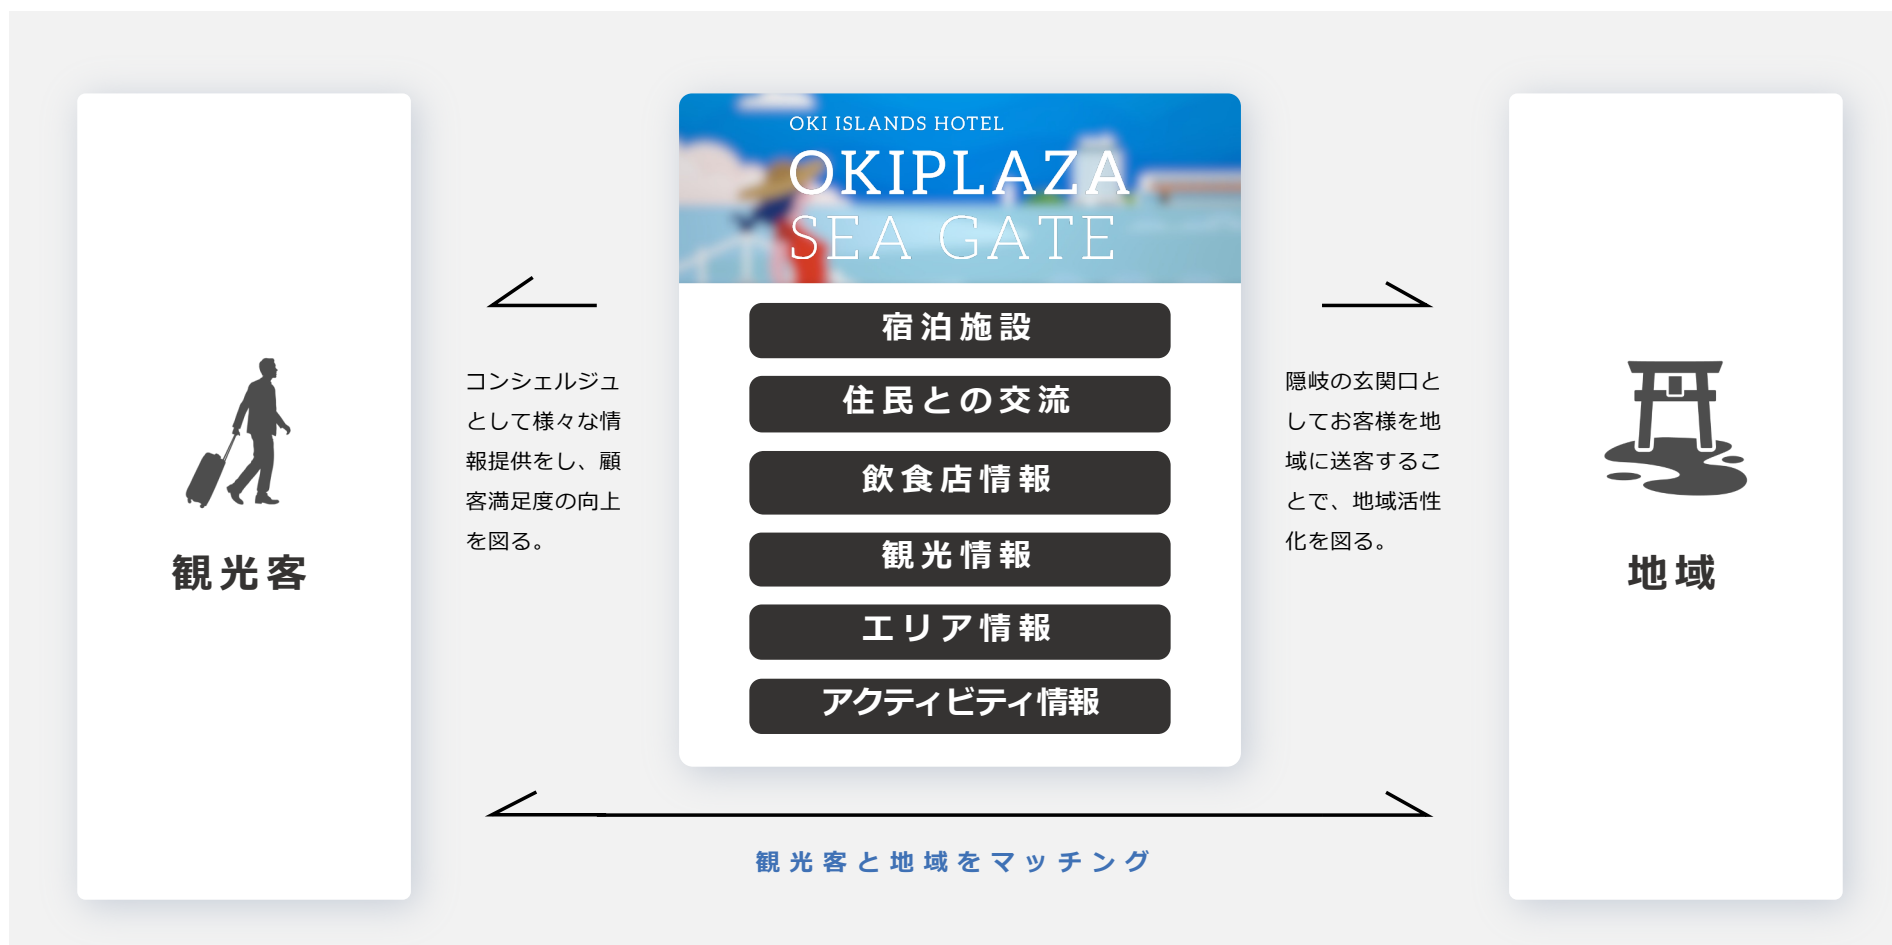 観光客
コンシェルジュ
として様々な情
報提供をし、顧
客満足度の向上
を図る。
OKI ISLANDS HOTEL
OKIPLAZA
SEA GATE
宿泊施設
住民との交流
飲食店情報
観光情報
エリア情報
アクティビティ情報
隠岐の玄関口と
してお客様を地
域に送客するこ
とで、地域活性
化を図る。
地域
観光客と地域をマッチング